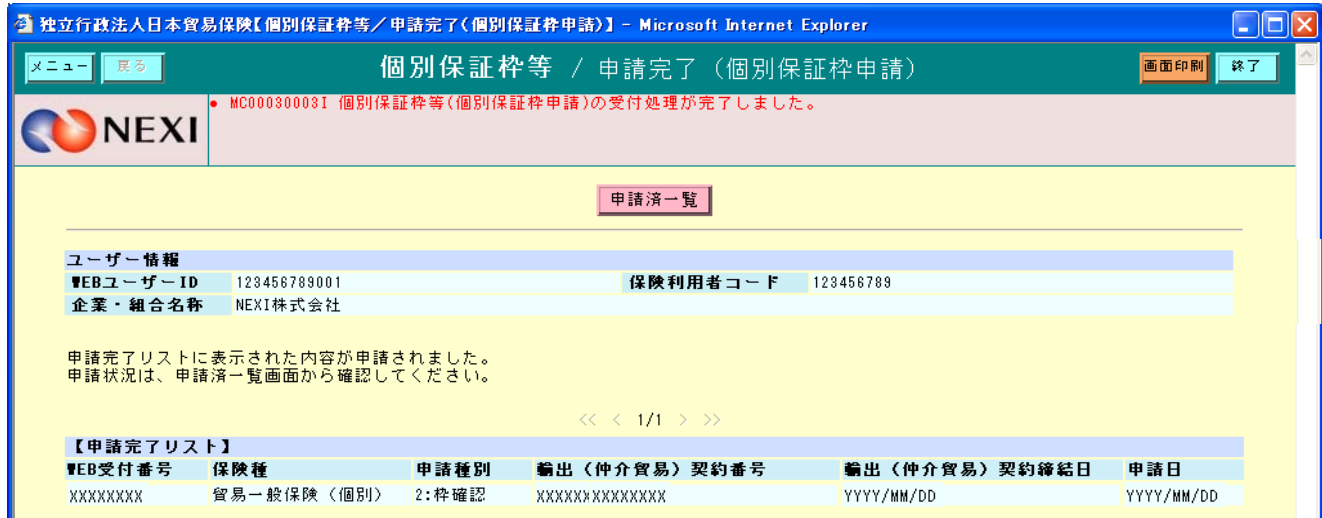 独立行政法人日本貿易保険【個別保証枠等/申請完了(個別保証枠申請)】 - Microsoft Internet Explorer
メニュー 戻る 個別保証枠等 / 申請完了 (個別保証枠申請) 画面印刷 終了
NEXI
• MC00030003I 個別保証枠等(個別保証枠申請)の受付処理が完了しました。
申請済一覧
ユーザー情報
WEBユーザーID 123456789001 保険利用者コード 123456789
企業・組合名称 NEXI株式会社
申請完了リストに表示された内容が申請されました。
申請状況は、申請済一覧画面から確認してください。
<< < 1/1 > >>
【申請完了リスト】
WEB受付番号 保険種 申請種別 輸出(仲介貿易)契約番号 輸出(仲介貿易)契約締結日 申請日
XXXXXXXX 貿易一般保険(個別) 2:枠確認 XXXXXXXXXXXXXX YYYY/MM/DD YYYY/MM/DD